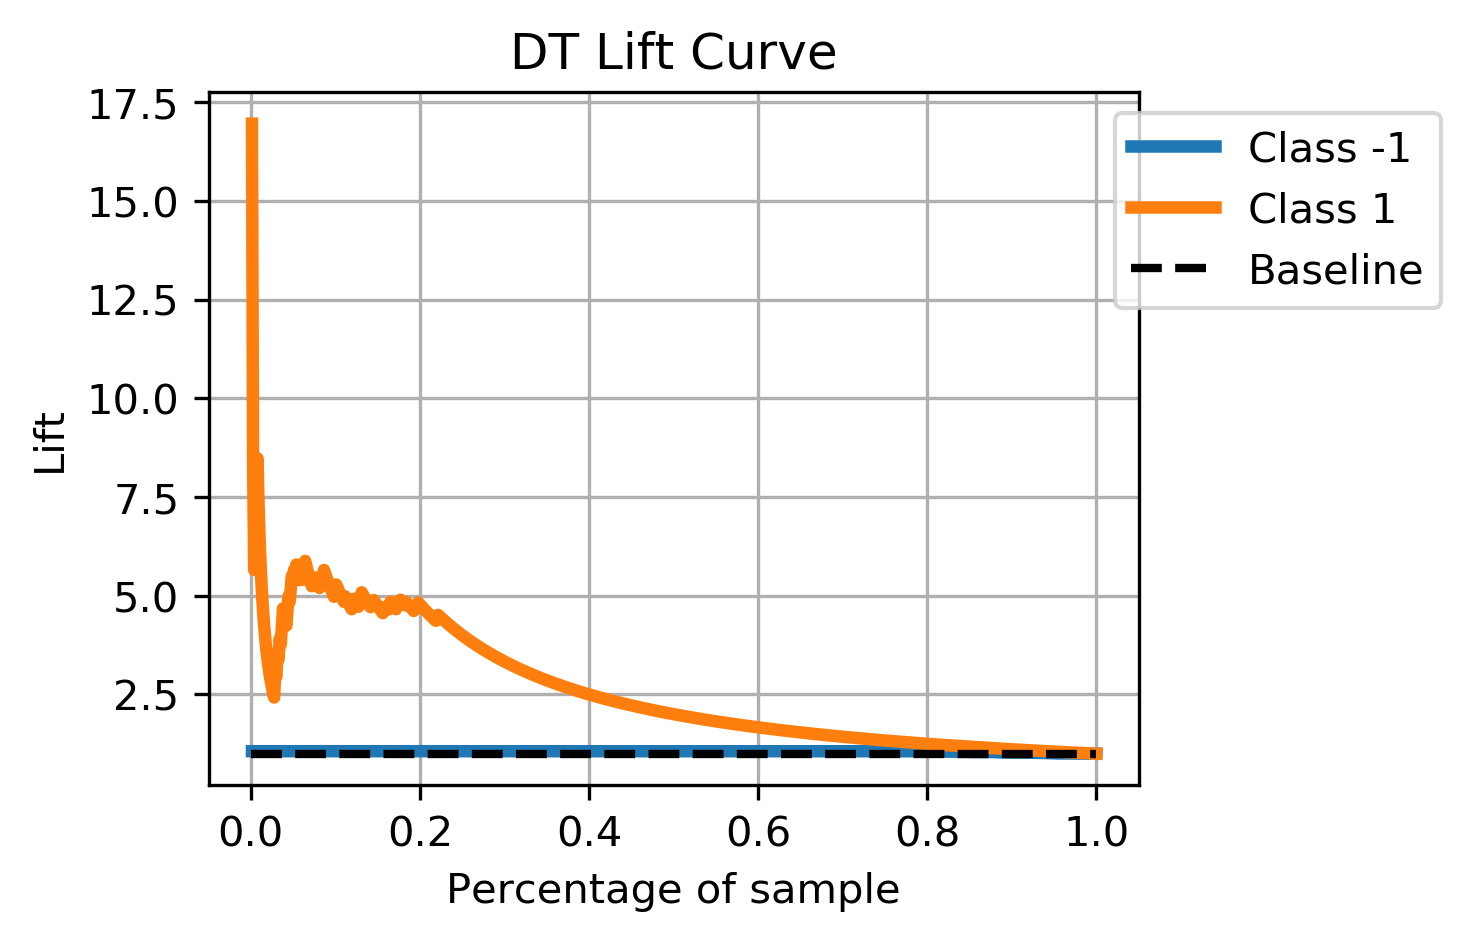 DT Lift Curve
17.5
15.0
12.5
10.0
7.5
5.0
2.5
Lift
0.0 0.2 0.4 0.6 0.8 1.0
Percentage of sample
Class -1
Class 1
Baseline